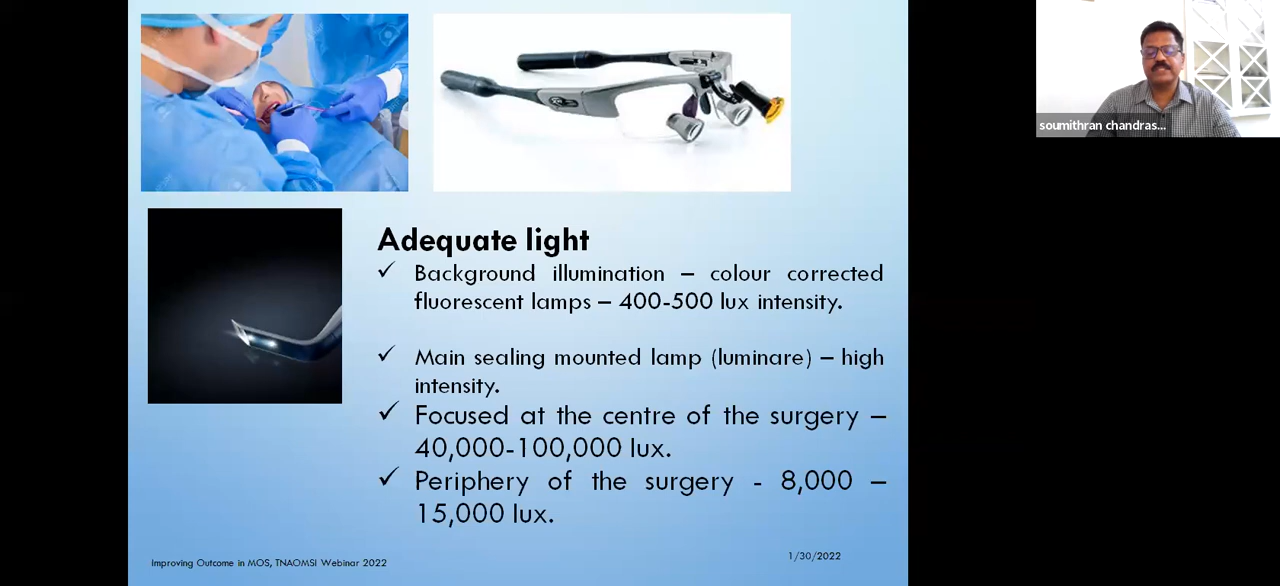 soumithran chandras...
Adequate light
✓ Background illumination – colour corrected
fluorescent lamps – 400-500 lux intensity.
✓ Main sealing mounted lamp (luminare) – high
intensity.
✓ Focused at the centre of the surgery –
40,000-100,000 lux.
✓ Periphery of the surgery - 8,000 –
15,000 lux.
Improving Outcome in MOS, TNAOMSI Webinar 2022
1/30/2022